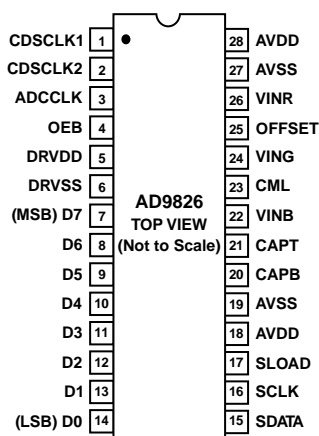 CDSCLK1 1 28 AVDD
CDSCLK2 2 27 AVSS
ADCCLK 3 26 VINR
OEB 4 25 OFFSET
DRVDD 5 24 VING
DRVSS 6 23 CML
(MSB) D7 7 22 VINB
AD9826
TOP VIEW
(Not to Scale)
D6 8 21 CAPT
D5 9 20 CAPB
D4 10 19 AVSS
D3 11 18 AVDD
D2 12 17 SLOAD
D1 13 16 SCLK
(LSB) D0 14 15 SDATA